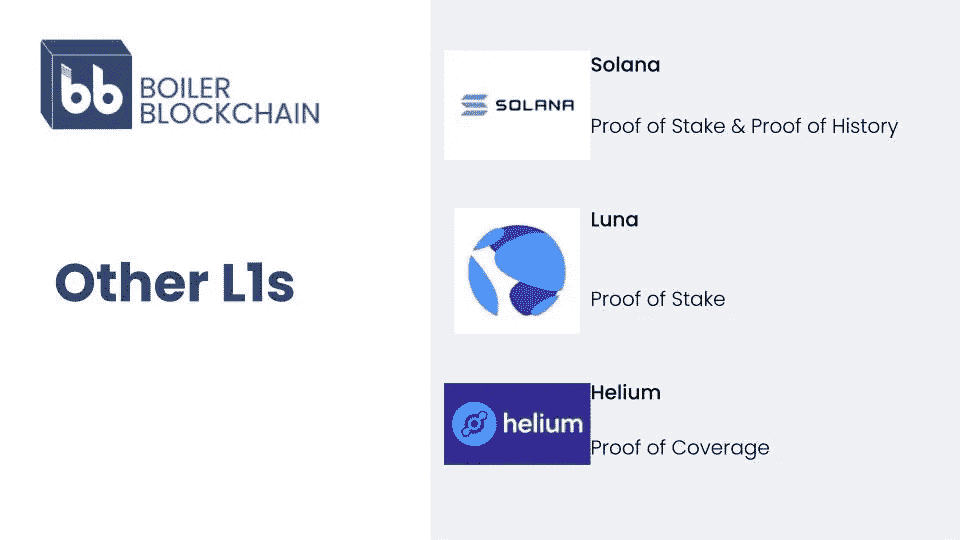 bb
BOILER
BLOCKCHAIN
Other L1s
SOLANA
Solana
Proof of Stake & Proof of History
Luna
Proof of Stake
helium
Helium
Proof of Coverage